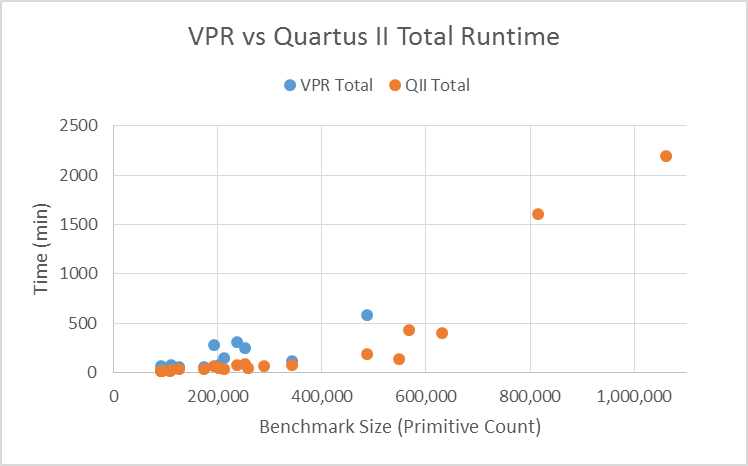 VPR vs Quartus II Total Runtime
VPR Total QII Total
2500
2000
1500
1000
500
0
Time (min)
0 200,000 400,000 600,000 800,000 1,000,000
Benchmark Size (Primitive Count)